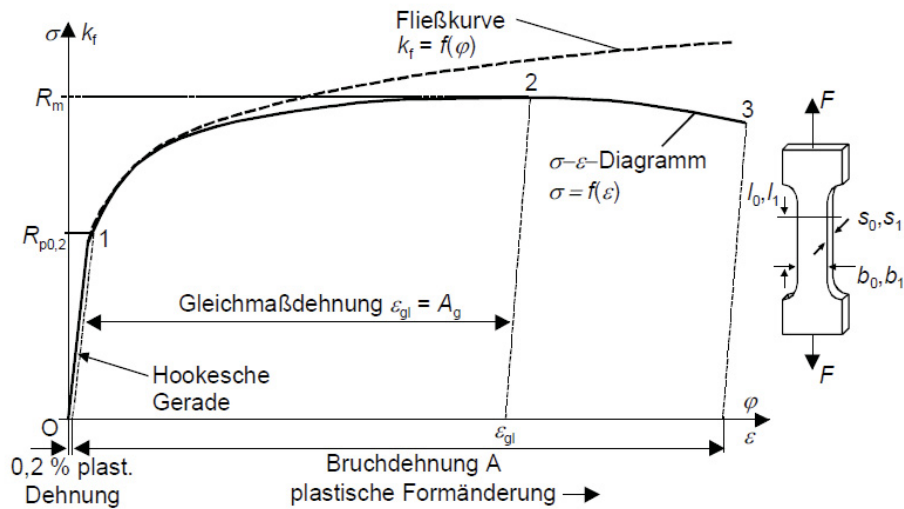 σ k_f
Fließkurve
k_f = f(φ)
R_m
2
3
F
σ–ε–Diagramm
σ = f(ε)
l_0, l_1
s_0, s_1
R_p0,2
1
b_0, b_1
Gleichmaßdehnung ε_gl = A_g
Hookesche
Gerade
F
O
ε_gl
φ
ε
0,2 % plast.
Dehnung
Bruchdehnung A
plastische Formänderung